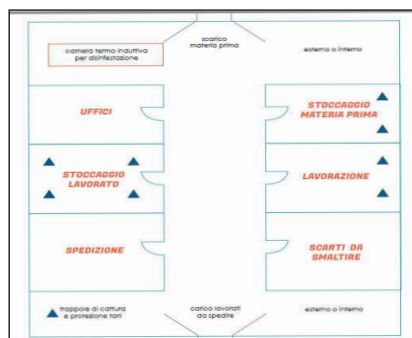 camera termo induttiva
per disinfestazione
scarico
materia prima
esterno o interno
UFFICI
STOCCAGGIO
MATERIA PRIMA
STOCCAGGIO
LAVORATO
LAVORAZIONE
SPEDIZIONE
SCARTI DA
SMALTIRE
trappole di cattura
e protezione tarli
carico lavorati
da spedire
esterno o interno